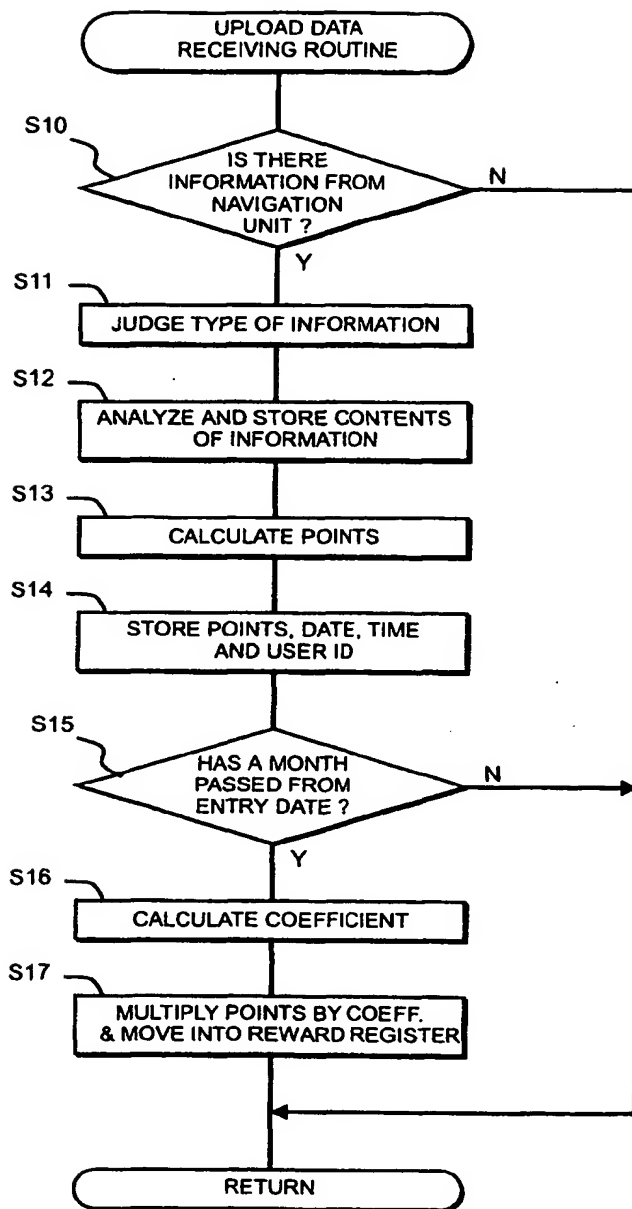 UPLOAD DATA
RECEIVING ROUTINE
S10
IS THERE
INFORMATION FROM
NAVIGATION
UNIT ?
N
Y
S11
JUDGE TYPE OF INFORMATION
S12
ANALYZE AND STORE CONTENTS
OF INFORMATION
S13
CALCULATE POINTS
S14
STORE POINTS, DATE, TIME
AND USER ID
S15
HAS A MONTH
PASSED FROM
ENTRY DATE ?
N
Y
S16
CALCULATE COEFFICIENT
S17
MULTIPLY POINTS BY COEFF.
& MOVE INTO REWARD REGISTER
RETURN